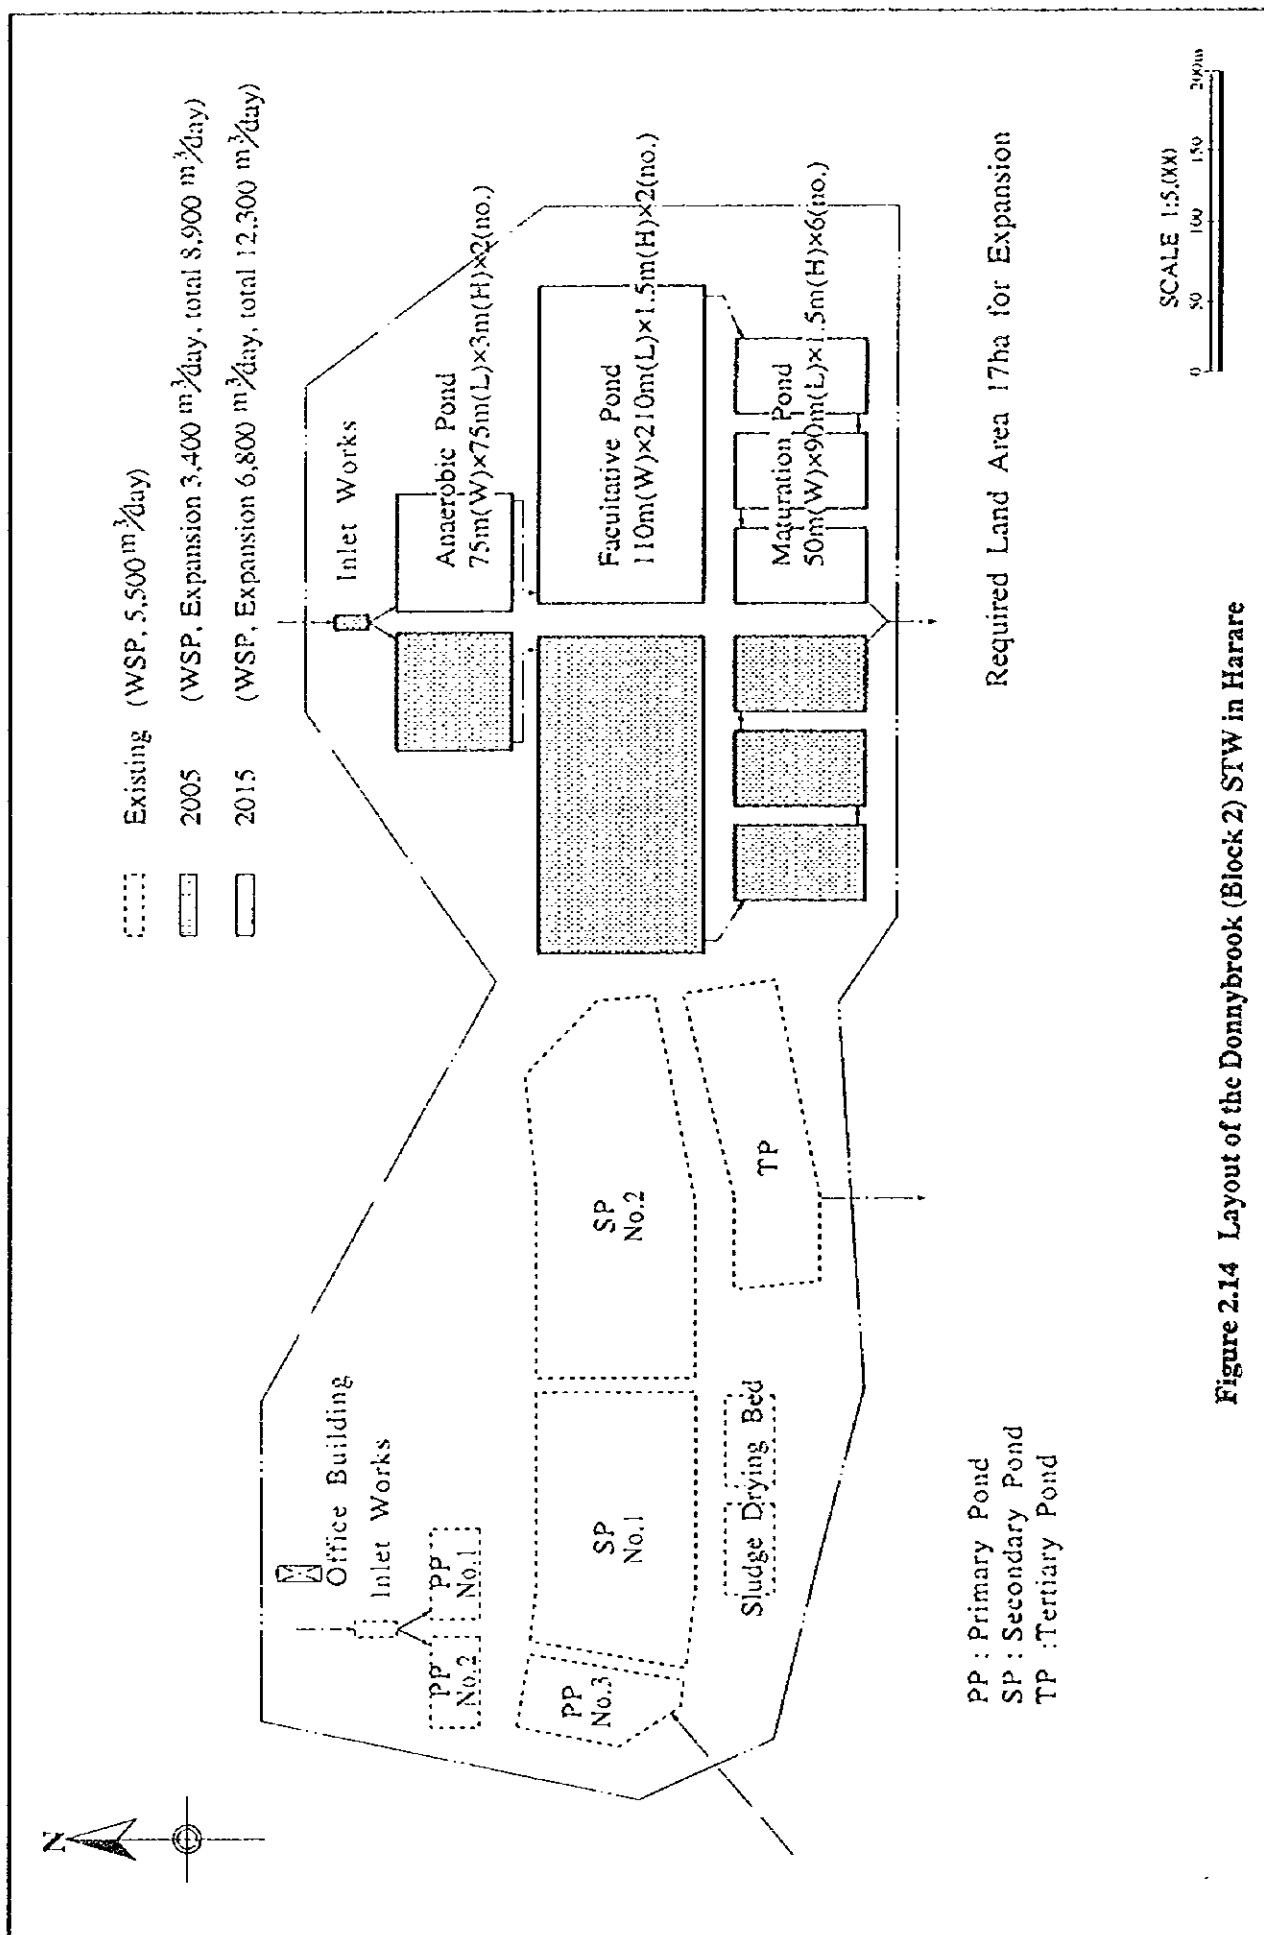 N
Existing (WSP, 5,500 m³/day)
2005 (WSP, Expansion 3,400 m³/day, total 8,900 m³/day)
2015 (WSP, Expansion 6,800 m³/day, total 12,300 m³/day)
Office Building
Inlet Works
PP
No.2
PP
No.1
PP
No.3
SP
No.1
SP
No.2
TP
Sludge Drying Bed
Inlet Works
Anaerobic Pond
75m(W)×75m(L)×3m(H)×2(no.)
Facultative Pond
110m(W)×210m(L)×1.5m(H)×2(no.)
Maturation Pond
50m(W)×90m(L)×1.5m(H)×6(no.)
PP : Primary Pond
SP : Secondary Pond
TP :Tertiary Pond
Required Land Area 17ha for Expansion
SCALE 1:5,000
0 50 100 150 200m
Figure 2.14 Layout of the Donnybrook (Block 2) STW in Harare